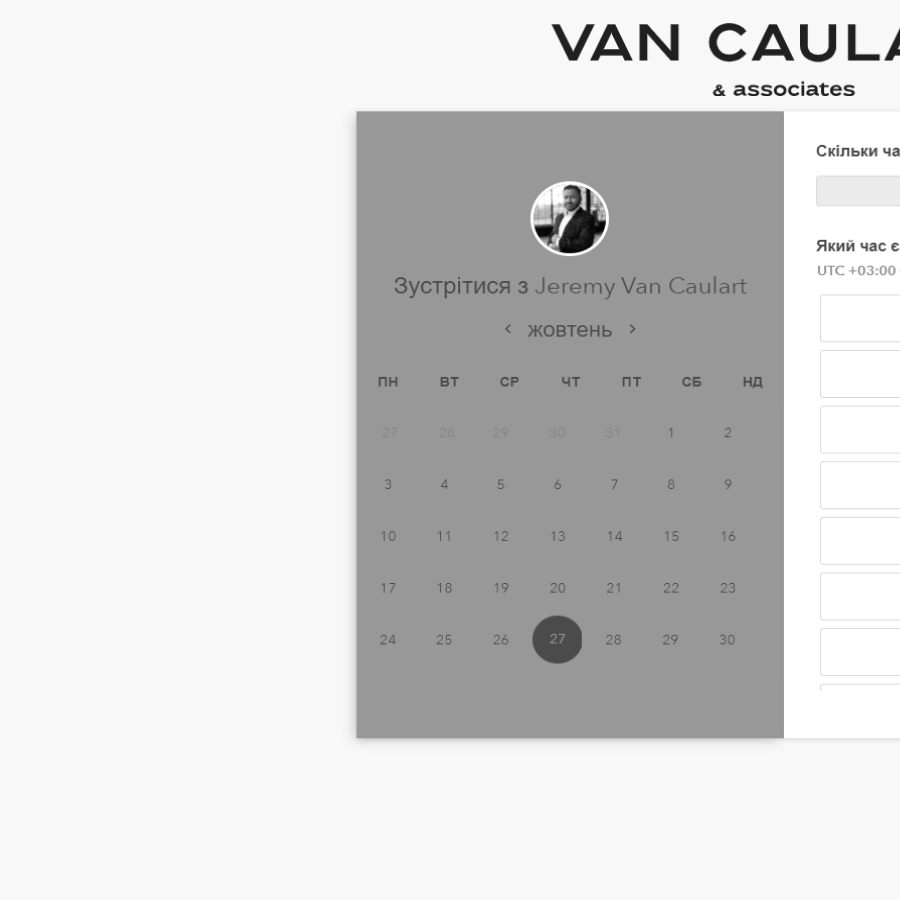 VAN CAULA
& associates
Скільки ча
Зустрітися з Jeremy Van Caulart
Який час є
UTC +03:00
< жовтень >
ПН ВТ СР ЧТ ПТ СБ НД
27 28 29 30 31 1 2
3 4 5 6 7 8 9
10 11 12 13 14 15 16
17 18 19 20 21 22 23
24 25 26 27 28 29 30